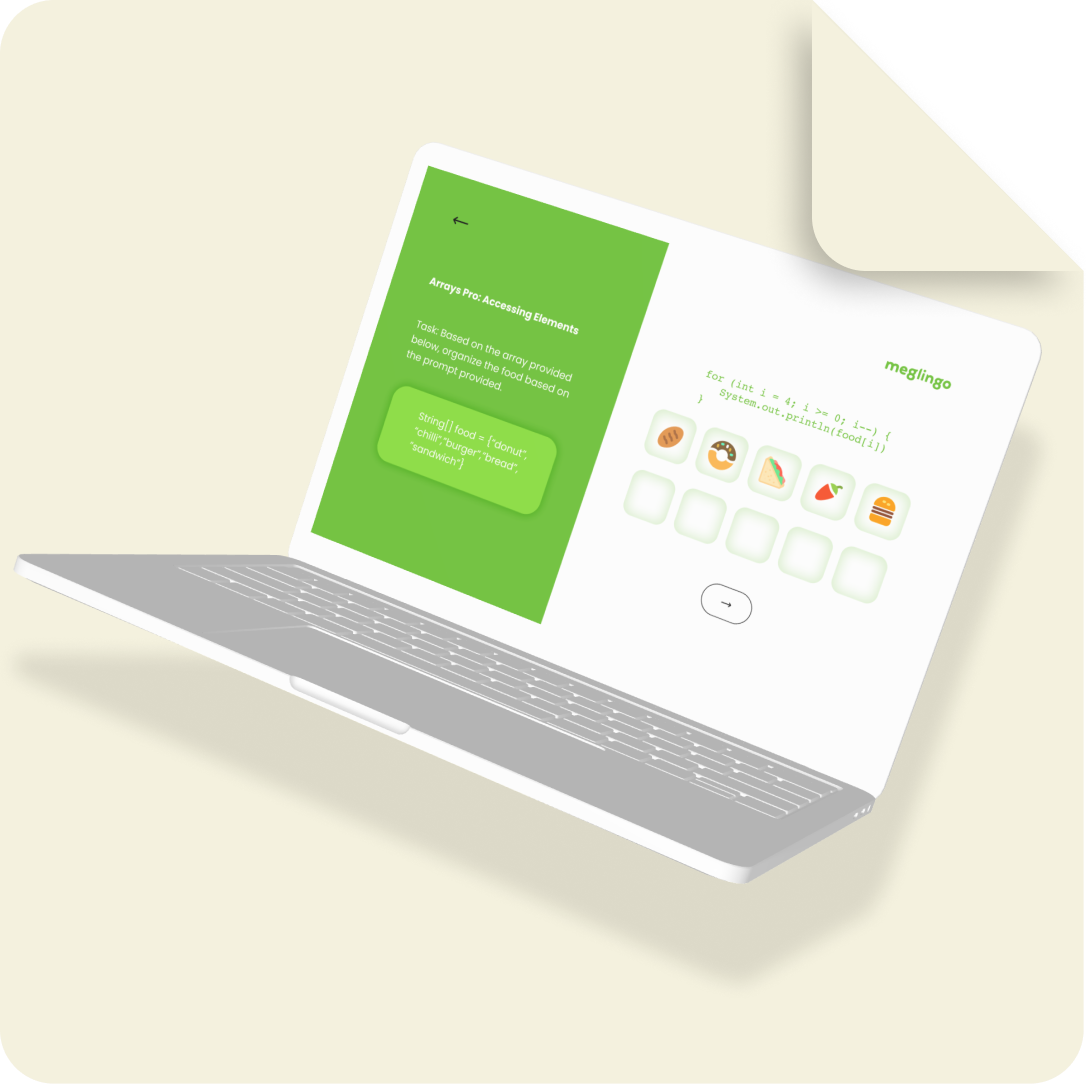 ←
Arrays Pro: Accessing Elements
Task: Based on the array provided
below, organize the food based on
the prompt provided.
String[] food = {"donut",
"chilli","burger","bread",
"sandwich"}
meglingo
for (int i = 4; i >= 0; i--) {
System.out.println(food[i])
}
→